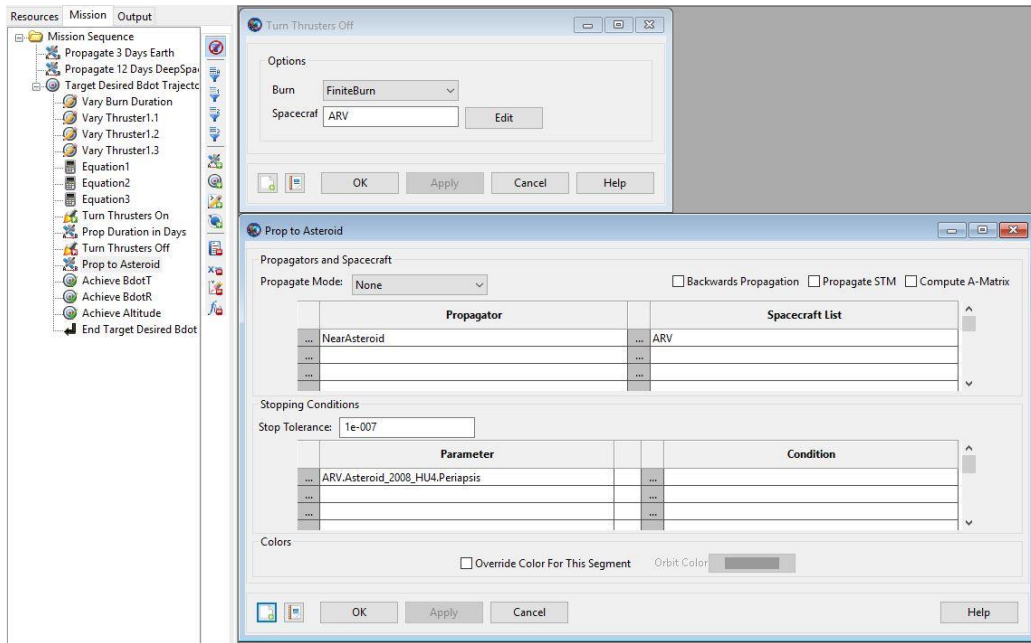 Resources Mission Output
Mission Sequence
Propagate 3 Days Earth
Propagate 12 Days DeepSpa
Target Desired Bdot Trajecto
Vary Burn Duration
Vary Thruster1.1
Vary Thruster1.2
Vary Thruster1.3
Equation1
Equation2
Equation3
Turn Thrusters On
Prop Duration in Days
Turn Thrusters Off
Prop to Asteroid
Achieve BdotT
Achieve BdotR
Achieve Altitude
End Target Desired Bdot
Turn Thrusters Off
Options
Burn FiniteBurn
Spacecraf ARV Edit
OK Apply Cancel Help
Prop to Asteroid
Propagators and Spacecraft
Propagate Mode: None Backwards Propagation Propagate STM Compute A-Matrix
Propagator Spacecraft List
... NearAsteroid ... ARV
... ...
... ...
Stopping Conditions
Stop Tolerance: 1e-007
Parameter Condition
... ARV.Asteroid_2008_HU4.Periapsis ...
... ...
... ...
Colors
Override Color For This Segment Orbit Color
OK Apply Cancel Help